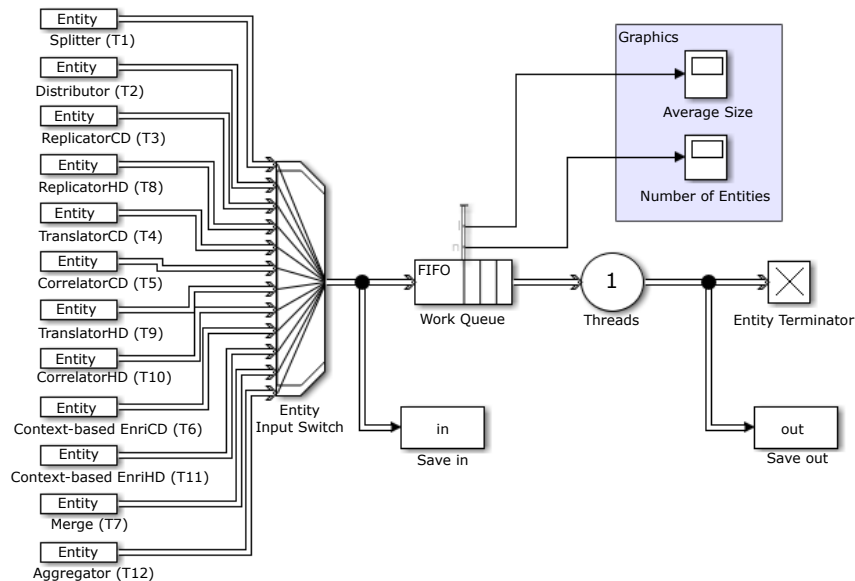 Entity
Splitter (T1)
Entity
Distributor (T2)
Entity
ReplicatorCD (T3)
Entity
ReplicatorHD (T8)
Entity
TranslatorCD (T4)
Entity
CorrelatorCD (T5)
Entity
TranslatorHD (T9)
Entity
CorrelatorHD (T10)
Entity
Context-based EnriCD (T6)
Entity
Context-based EnriHD (T11)
Entity
Merge (T7)
Entity
Aggregator (T12)
Entity
Input Switch
in
Save in
l
n
FIFO
Work Queue
Graphics
Average Size
Number of Entities
1
Threads
Entity Terminator
out
Save out